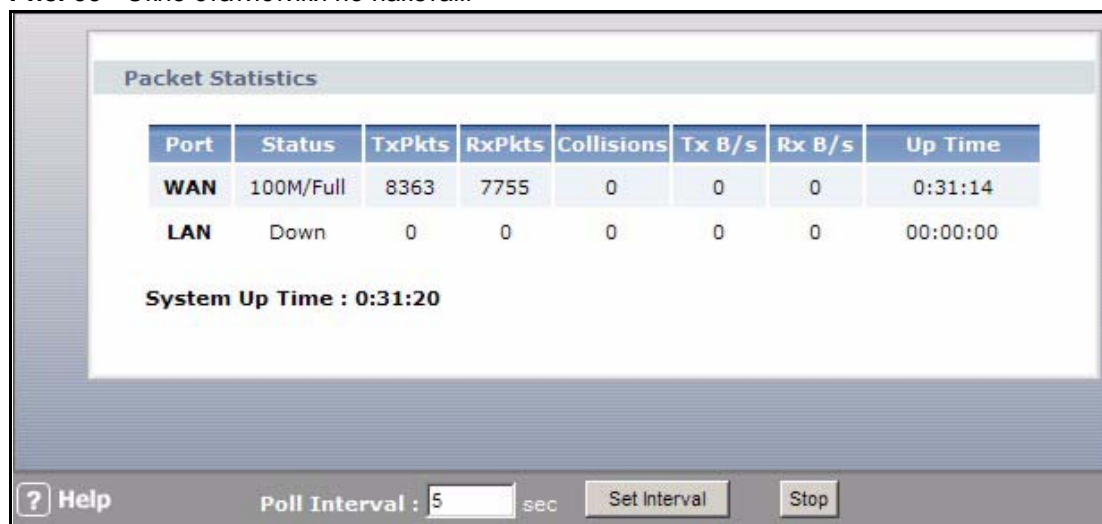 Packet Statistics
Port Status TxPkts RxPkts Collisions Tx B/s Rx B/s Up Time
WAN 100M/Full 8363 7755 0 0 0 0:31:14
LAN Down 0 0 0 0 0 00:00:00
System Up Time : 0:31:20
? Help Poll Interval : 5 sec Set Interval Stop